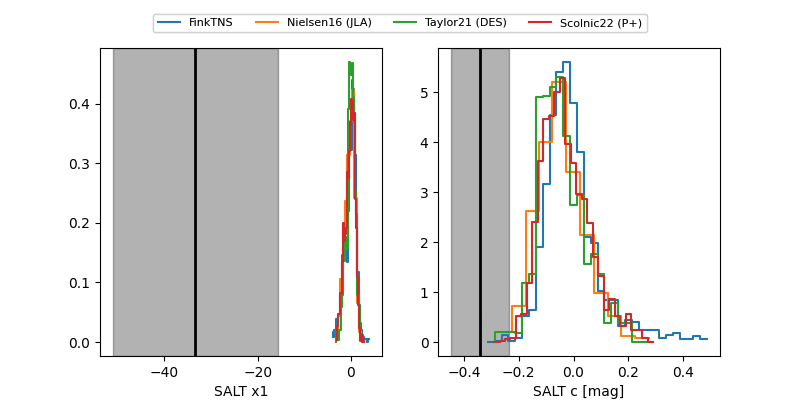 FinkTNS Nielsen16 (JLA) Taylor21 (DES) Scolnic22 (P+)
0.4
0.3
0.2
0.1
0.0
−40 −20 0
SALT x1
5
4
3
2
1
0
−0.4 −0.2 0.0 0.2 0.4
SALT c [mag]